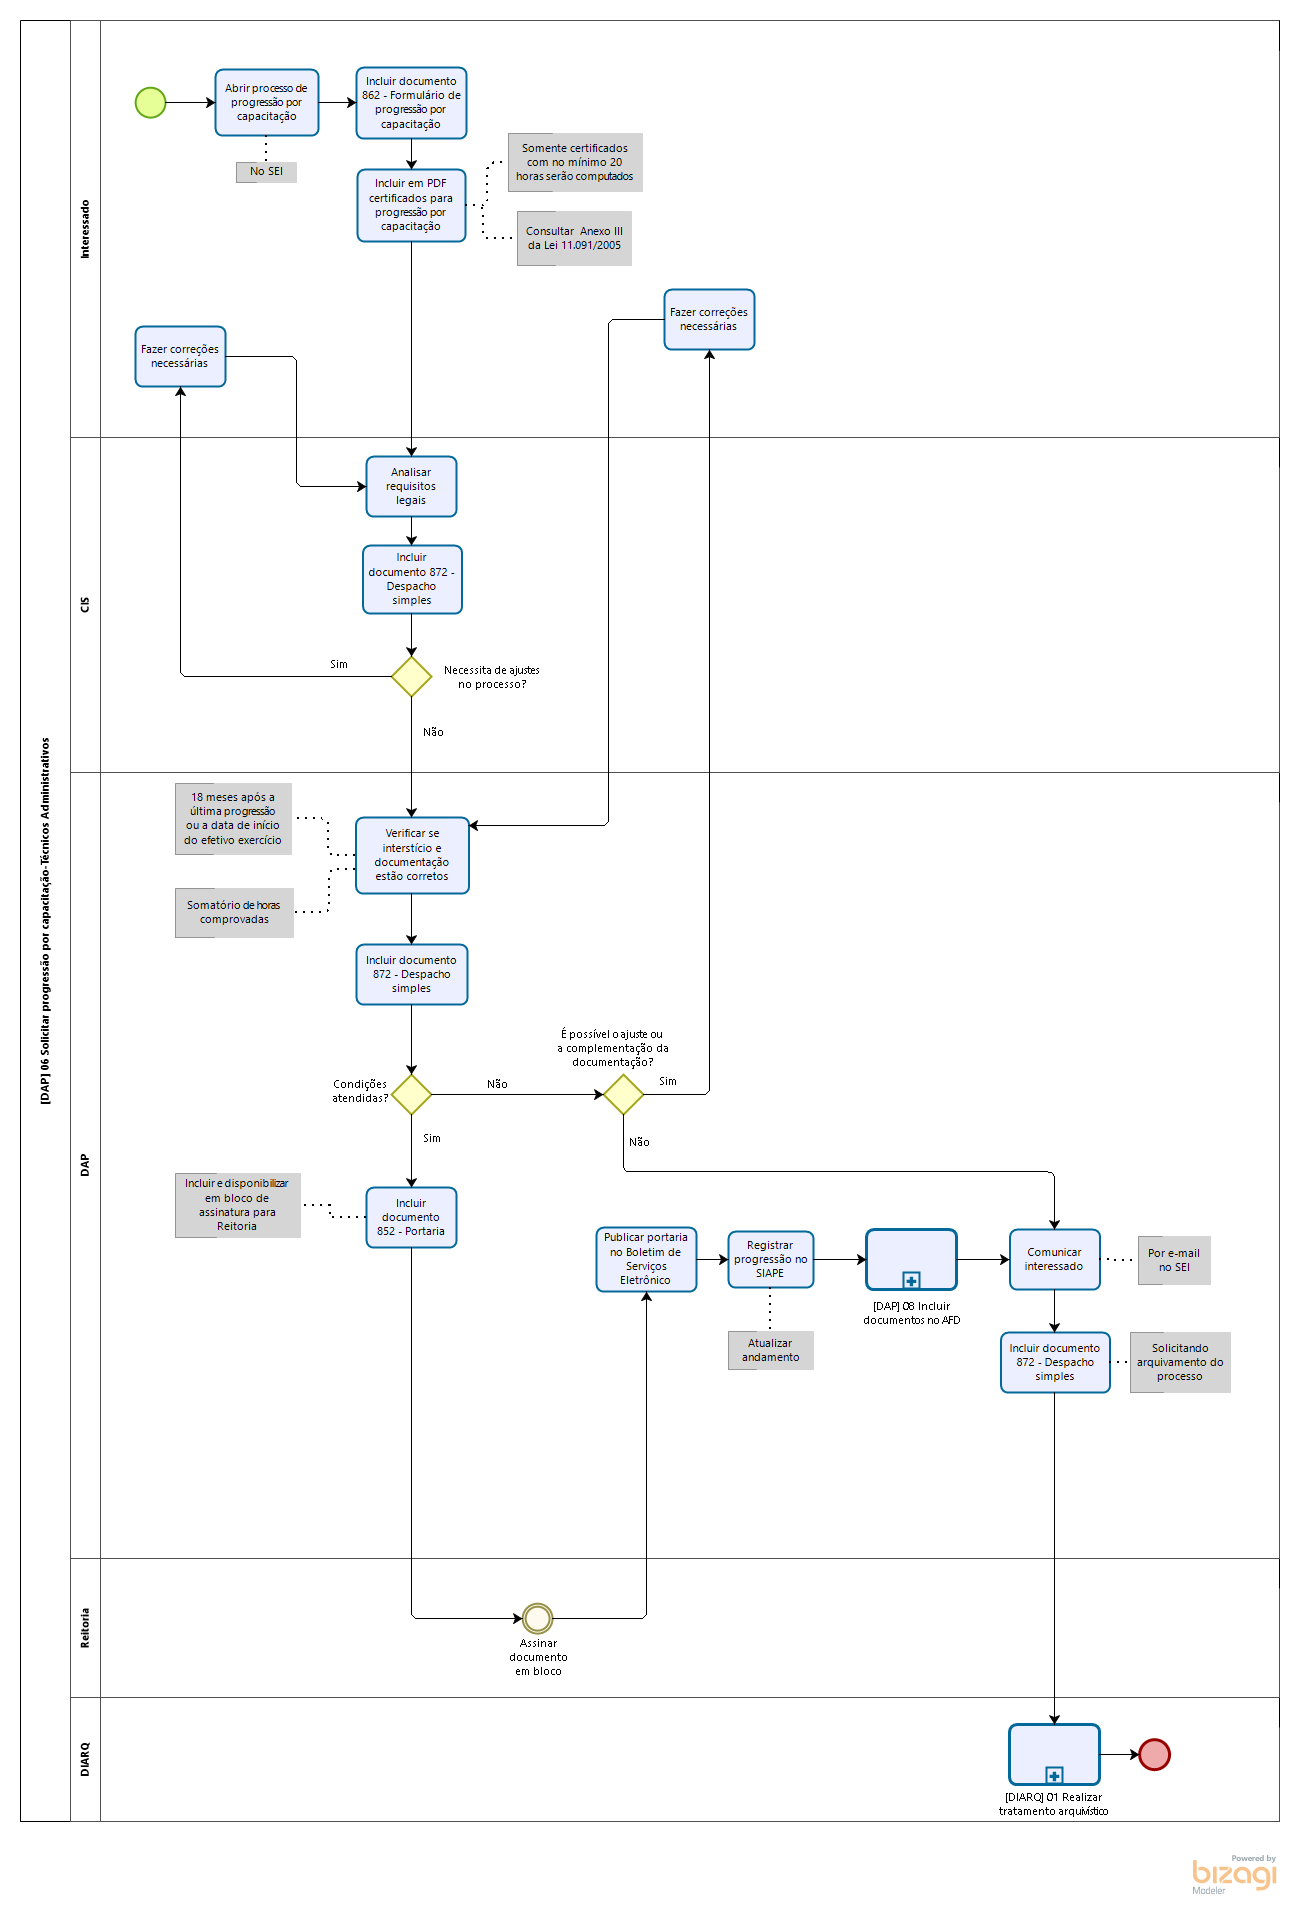 [DAP] 06 Solicitar progressão por capacitação-Técnicos Administrativos
Interessado
Abrir processo de
progressão por
capacitação
No SEI
Incluir documento
862 - Formulário de
progressão por
capacitação
Incluir em PDF
certificados para
progressão por
capacitação
Somente certificados
com no mínimo 20
horas serão computados
Consultar Anexo III
da Lei 11.091/2005
Fazer correções
necessárias
Fazer correções
necessárias
CIS
Analisar
requisitos
legais
Incluir
documento 872 -
Despacho
simples
Sim
Necessita de ajustes
no processo?
Não
DAP
18 meses após a
última progressão
ou a data de início
do efetivo exercício
Verificar se
interstício e
documentação
estão corretos
Somatório de horas
comprovadas
Incluir documento
872 - Despacho
simples
É possível o ajuste ou
a complementação da
documentação?
Condições
atendidas?
Não
Sim
Sim
Não
Incluir e disponibilizar
em bloco de
assinatura para
Reitoria
Incluir
documento
852 - Portaria
Publicar portaria
no Boletim de
Serviços
Eletrônico
Registrar
progressão no
SIAPE
Atualizar
andamento
[DAP] 08 Incluir
documentos no AFD
Comunicar
interessado
Por e-mail
no SEI
Incluir documento
872 - Despacho
simples
Solicitando
arquivamento do
processo
Reitoria
Assinar
documento
em bloco
DIARQ
[DIARQ] 01 Realizar
tratamento arquivístico
Powered by
bizagi
Modeler